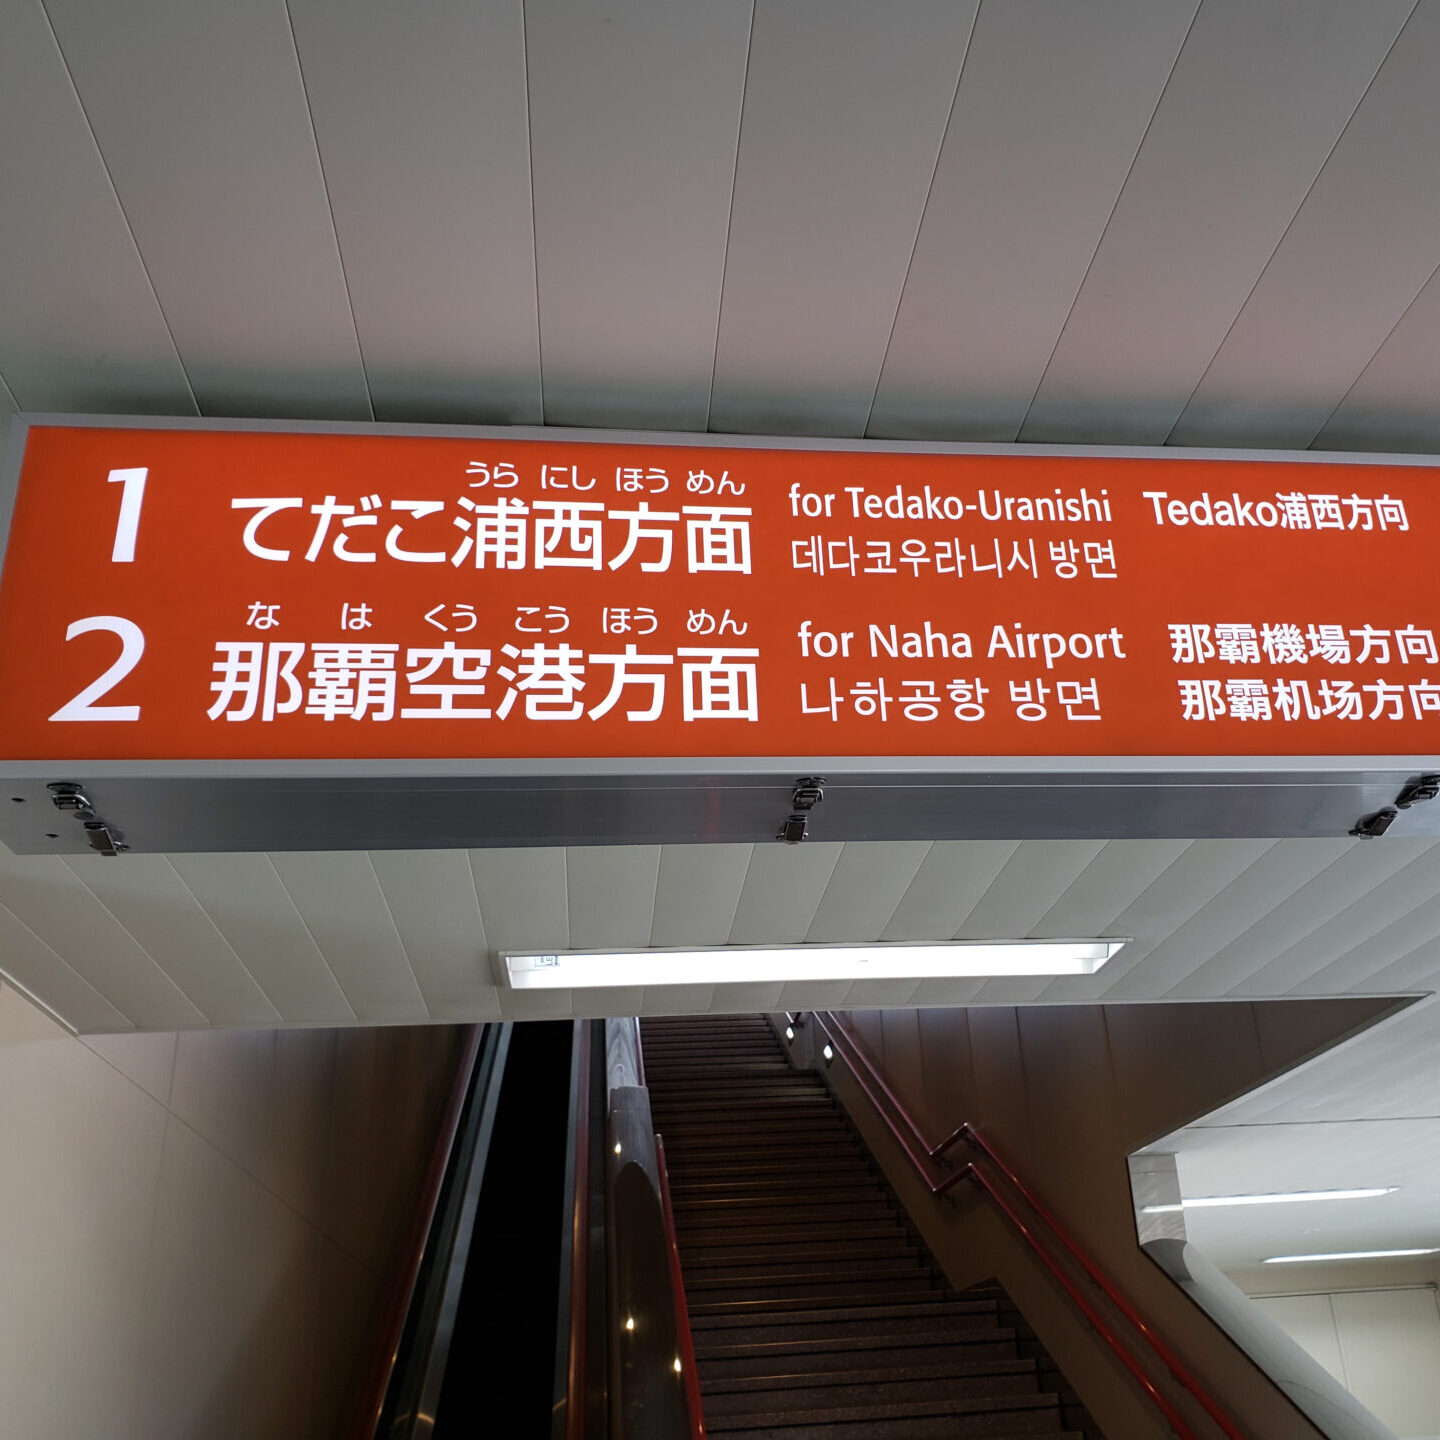 1
うら にし ほう めん
てだこ浦西方面
for Tedako-Uranishi
데다코우라니시 방면
Tedako浦西方向
2
な は くう こう ほう めん
那覇空港方面
for Naha Airport
나하공항 방면
那霸機場方向
那霸机场方向